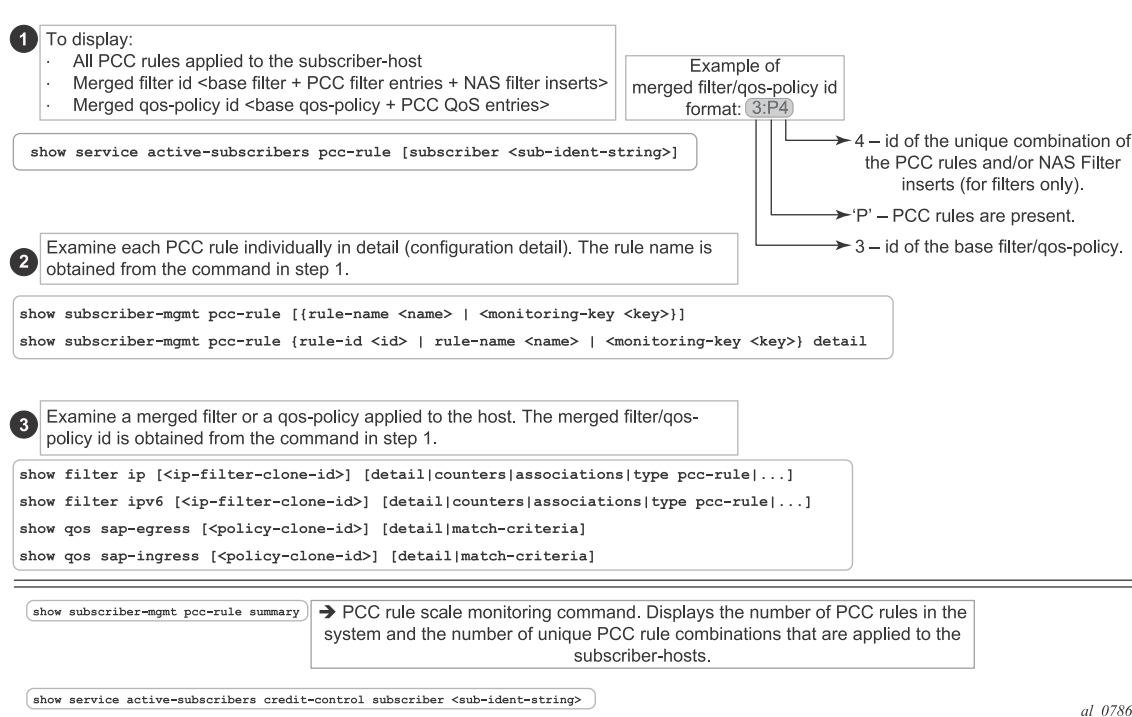 1
To display:
· All PCC rules applied to the subscriber-host
· Merged filter id <base filter + PCC filter entries + NAS filter inserts>
· Merged qos-policy id <base qos-policy + PCC QoS entries>
Example of
merged filter/qos-policy id
format: 3:P4
show service active-subscribers pcc-rule [subscriber <sub-ident-string>]
4 – id of the unique combination of
the PCC rules and/or NAS Filter
inserts (for filters only).
'P' – PCC rules are present.
3 – id of the base filter/qos-policy.
2
Examine each PCC rule individually in detail (configuration detail). The rule name is
obtained from the command in step 1.
show subscriber-mgmt pcc-rule [{rule-name <name> | <monitoring-key <key>}]
show subscriber-mgmt pcc-rule {rule-id <id> | rule-name <name> | <monitoring-key <key>} detail
3
Examine a merged filter or a qos-policy applied to the host. The merged filter/qos-
policy id is obtained from the command in step 1.
show filter ip [<ip-filter-clone-id>] [detail|counters|associations|type pcc-rule|...]
show filter ipv6 [<ip-filter-clone-id>] [detail|counters|associations|type pcc-rule|...]
show qos sap-egress [<policy-clone-id>] [detail|match-criteria]
show qos sap-ingress [<policy-clone-id>] [detail|match-criteria]
show subscriber-mgmt pcc-rule summary
➔ PCC rule scale monitoring command. Displays the number of PCC rules in the
system and the number of unique PCC rule combinations that are applied to the
subscriber-hosts.
show service active-subscribers credit-control subscriber <sub-ident-string>
al_0786